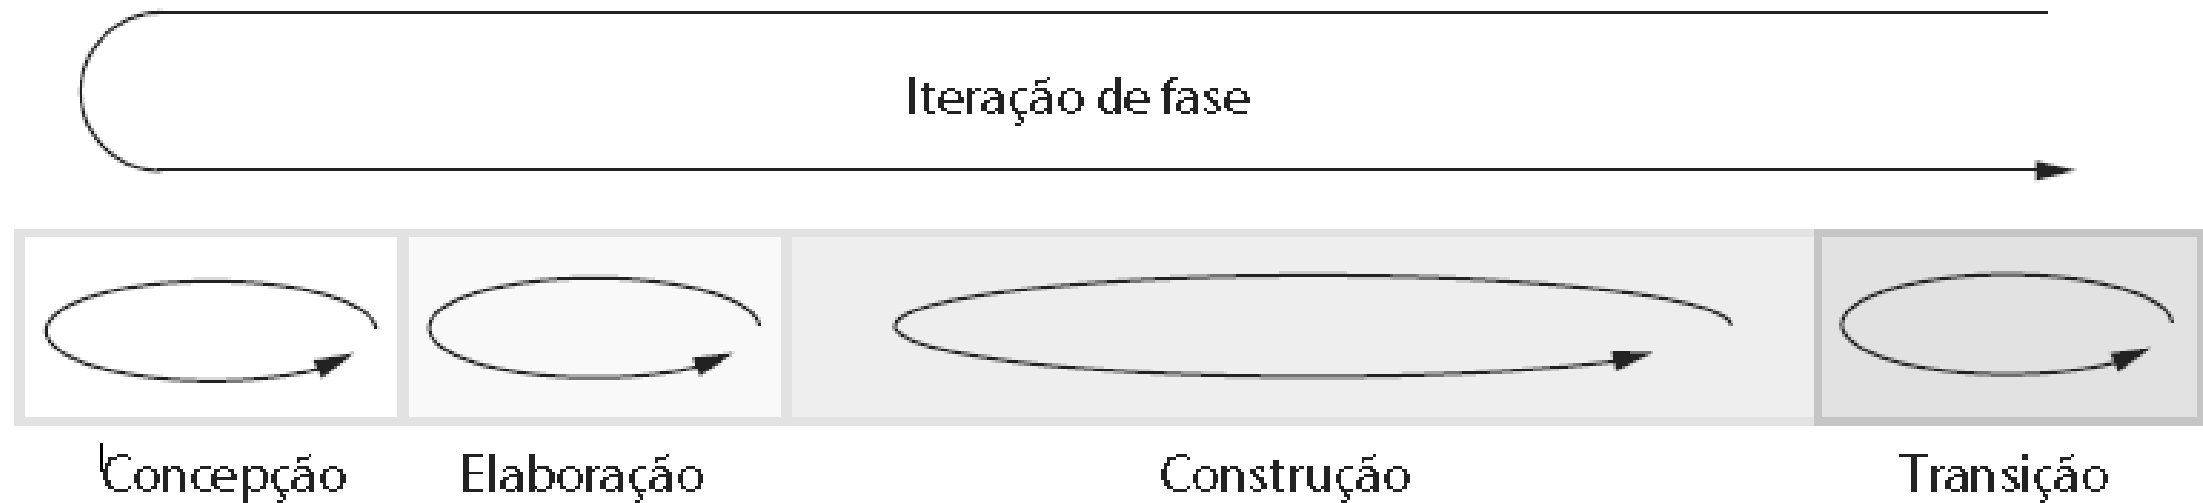 Iteração de fase
Concepção Elaboração Construção Transição